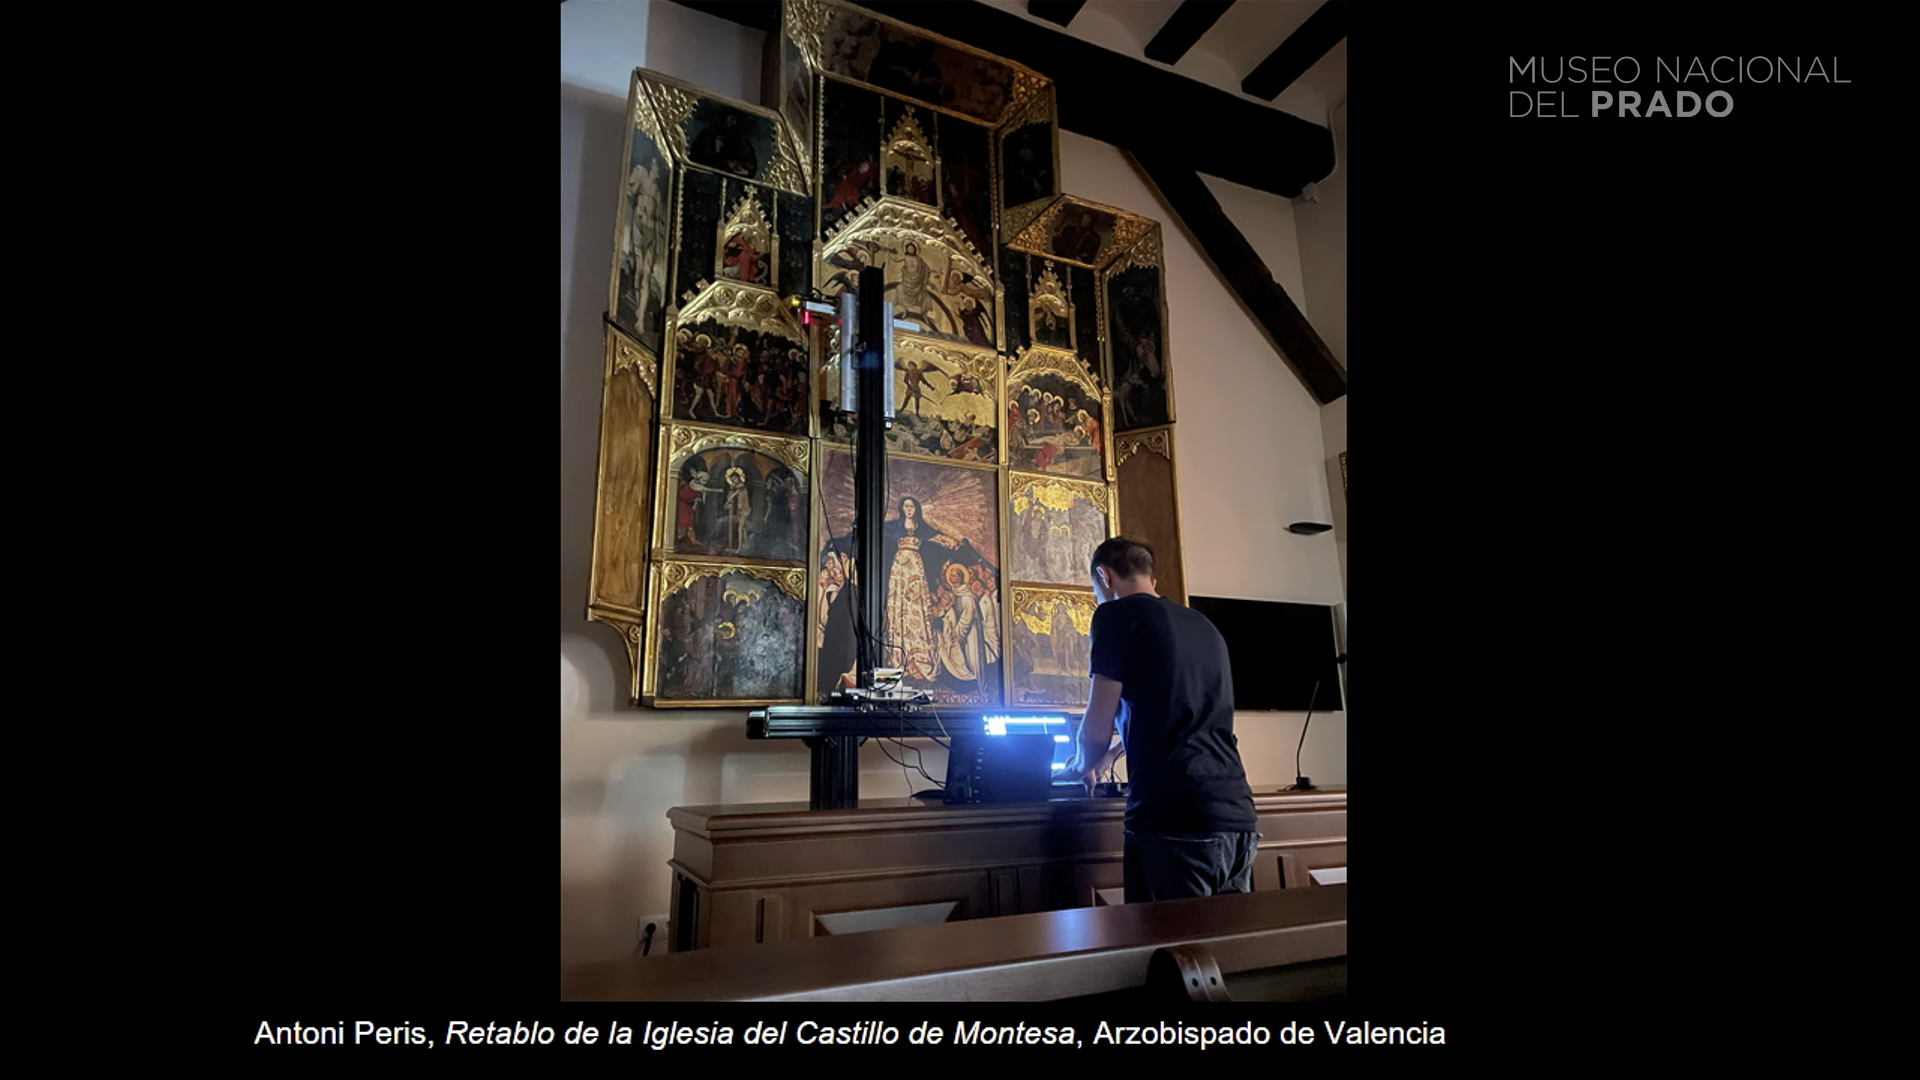 MUSEO NACIONAL
DEL PRADO
Antoni Peris, Retablo de la Iglesia del Castillo de Montesa, Arzobispado de Valencia